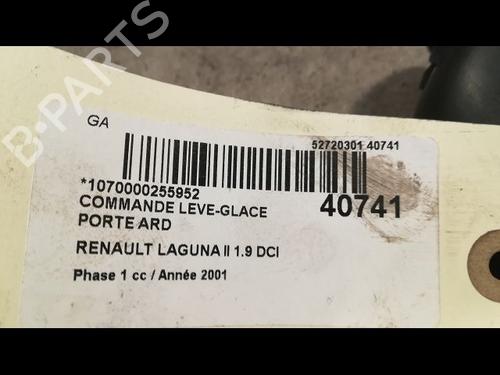 B-PARTS
GA
52720301 40741
*1070000255952
COMMANDE LEVE-GLACE
40741
PORTE ARD
RENAULT LAGUNA II 1.9 DCI
Phase 1 cc / Année 2001